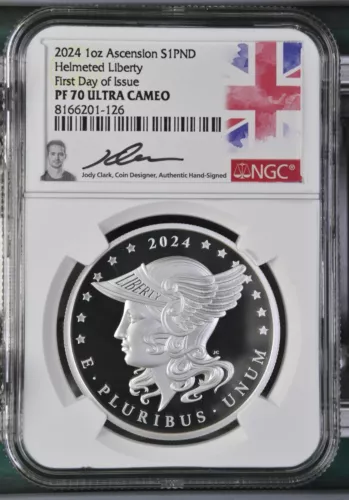 2024 1oz Ascension S1PND
Helmeted Liberty
First Day of Issue
PF 70 ULTRA CAMEO
8166201-126
Jody Clark, Coin Designer, Authentic Hand-Signed
NGC®
2024
LIBERTY
JC
E · PLURIBUS · UNUM